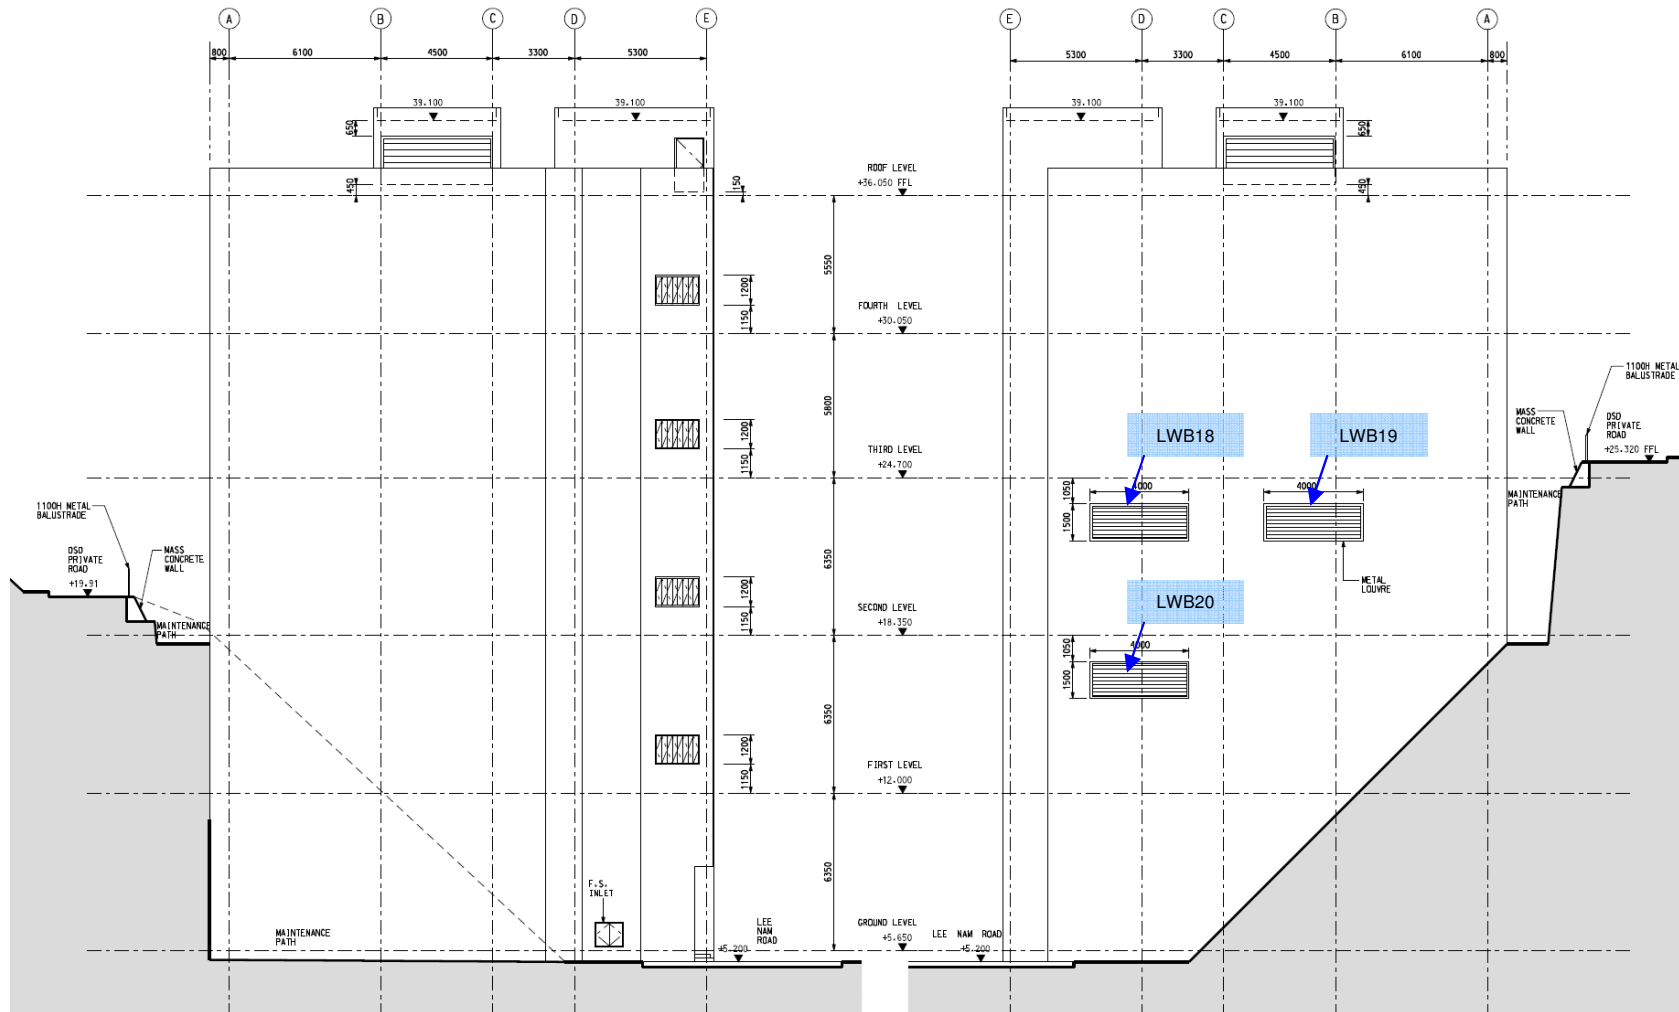 A B C D E E D C B A
800 6100 4500 3300 5300 5300 3300 4500 6100 800
39.100 39.100 39.100 39.100
650 650
ROOF LEVEL
+36.050 FFL
450 150 450
5550
1200
FOURTH LEVEL
+30.050
1150
5800
1100H METAL
BALUSTRADE
MASS
CONCRETE
WALL
DSD
PRIVATE
ROAD
+25.320 FFL
LWB18 LWB19
1200
THIRD LEVEL
+24.700
1150
1050 4000 4000
MAINTENANCE
PATH
1500
1100H METAL
BALUSTRADE
DSD
PRIVATE
ROAD
+19.91
MASS
CONCRETE
WALL
6350
METAL
LOUVRE
1200
LWB20
SECOND LEVEL
+18.350
MAINTENANCE
PATH
1150
1050 4000
1500
6350
1200
FIRST LEVEL
+12.000
1150
6350
F.S.
INLET
MAINTENANCE
PATH
LEE
NAM
ROAD
+5.200
GROUND LEVEL
+5.650
LEE NAM ROAD
+5.200